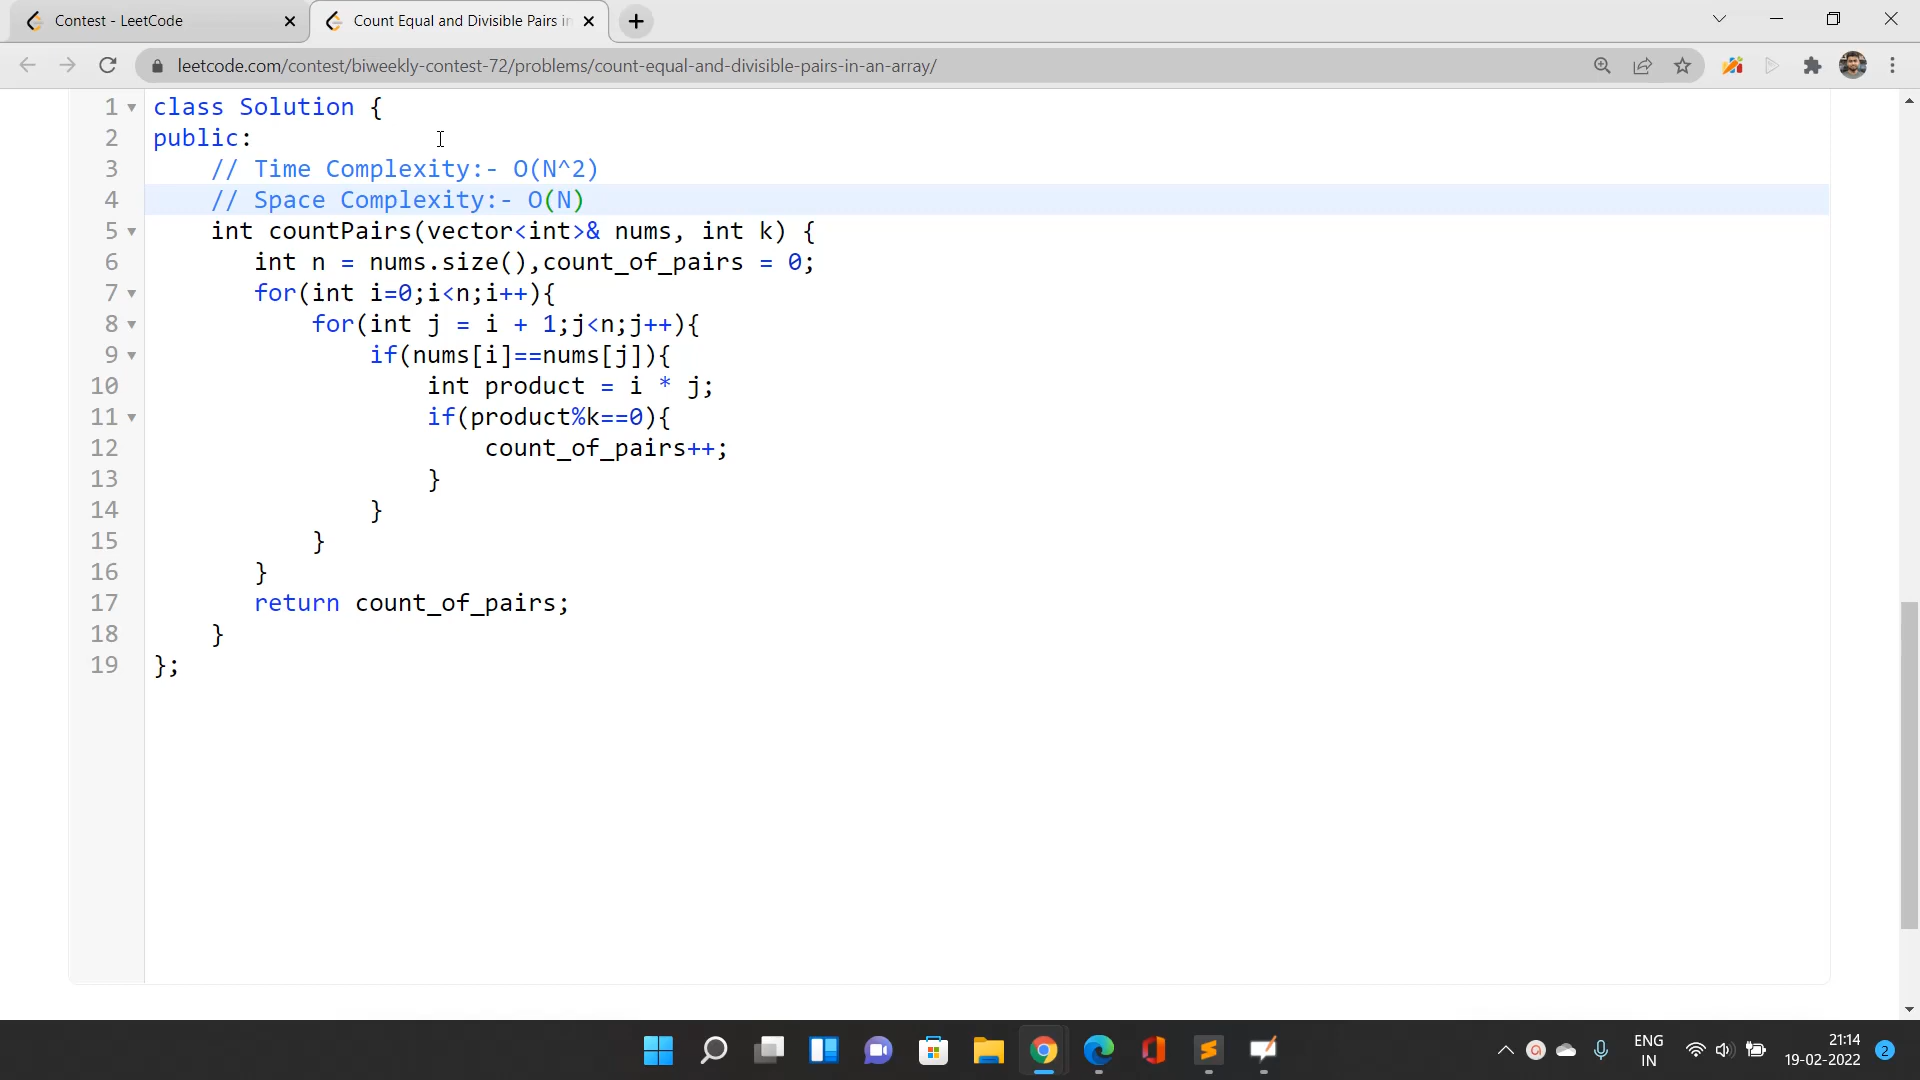 Contest - LeetCode
Count Equal and Divisible Pairs in
leetcode.com/contest/biweekly-contest-72/problems/count-equal-and-divisible-pairs-in-an-array/
1 class Solution {
2 public:
3 // Time Complexity:- O(N^2)
4 // Space Complexity:- O(N)
5 int countPairs(vector<int>& nums, int k) {
6 int n = nums.size(),count_of_pairs = 0;
7 for(int i=0;i<n;i++){
8 for(int j = i + 1;j<n;j++){
9 if(nums[i]==nums[j]){
10 int product = i * j;
11 if(product%k==0){
12 count_of_pairs++;
13 }
14 }
15 }
16 }
17 return count_of_pairs;
18 }
19 };
ENG
IN
21:14
19-02-2022
2